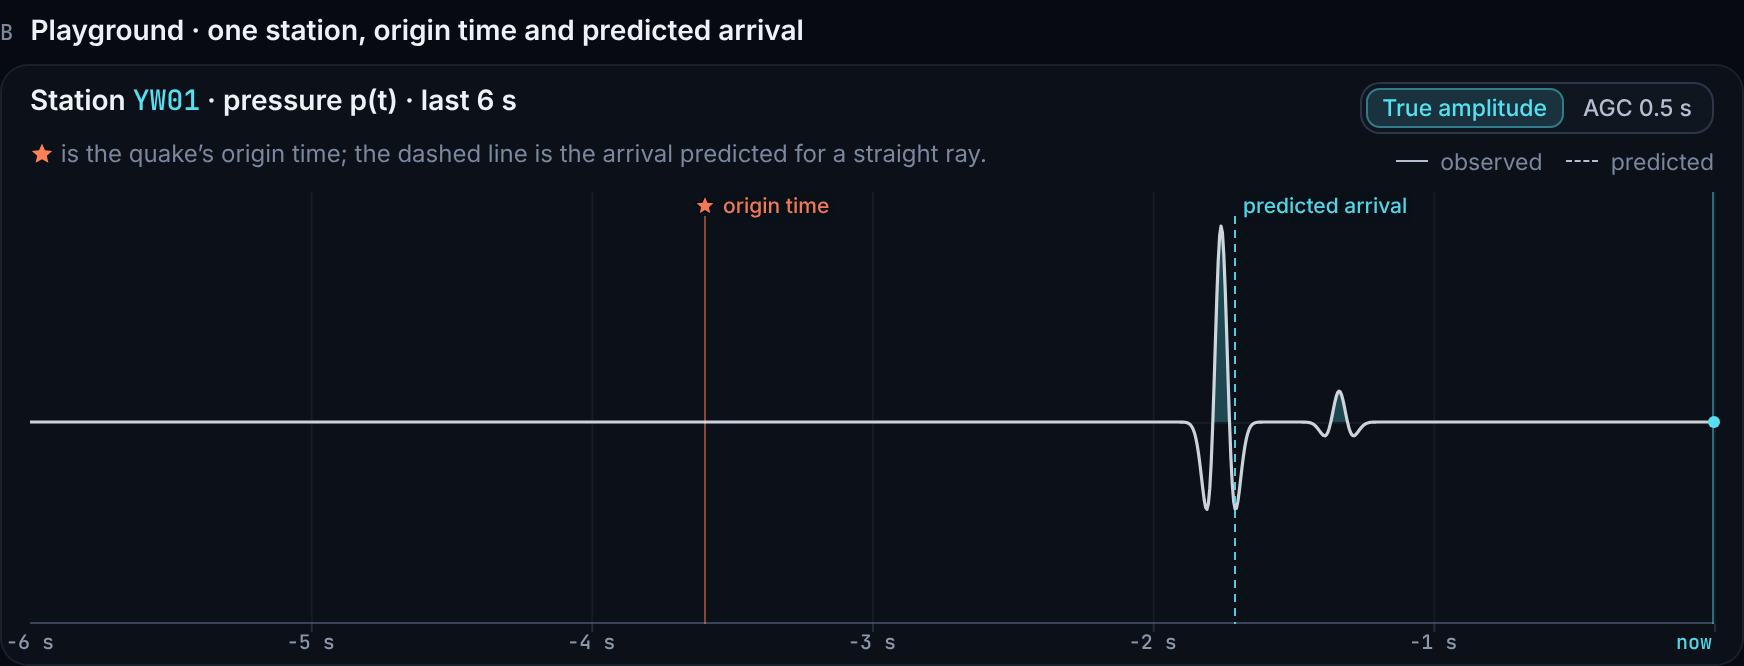 B Playground · one station, origin time and predicted arrival
Station YW01 · pressure p(t) · last 6 s
True amplitude AGC 0.5 s
★ is the quake’s origin time; the dashed line is the arrival predicted for a straight ray.
observed predicted
★ origin time predicted arrival
-6 s -5 s -4 s -3 s -2 s -1 s now